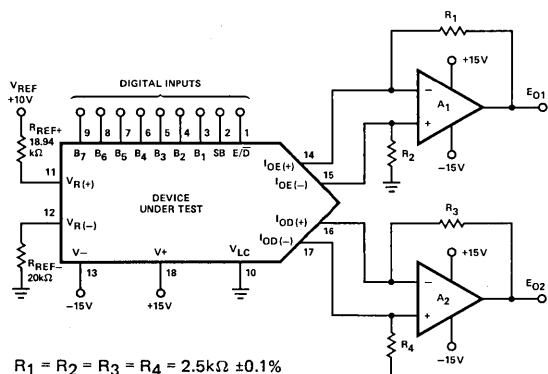 R1
+15V
VREF
+10V
DIGITAL INPUTS
−
A1
+
EO1
RREF+
18.94
kΩ
9 8 7 6 5 4 3 2 1
B7 B6 B5 B4 B3 B2 B1 SB E/D̅
14
IOE(+)
R2
−15V
IOE(−)
15
11
VR(+)
DEVICE
UNDER TEST
12
VR(−)
IOD(+)
16
IOD(−)
17
R3
+15V
V− V+ VLC
RREF−
20kΩ
13 18 10
−15V
+15V
−
A2
+
EO2
R4
−15V
R1 = R2 = R3 = R4 = 2.5kΩ ±0.1%